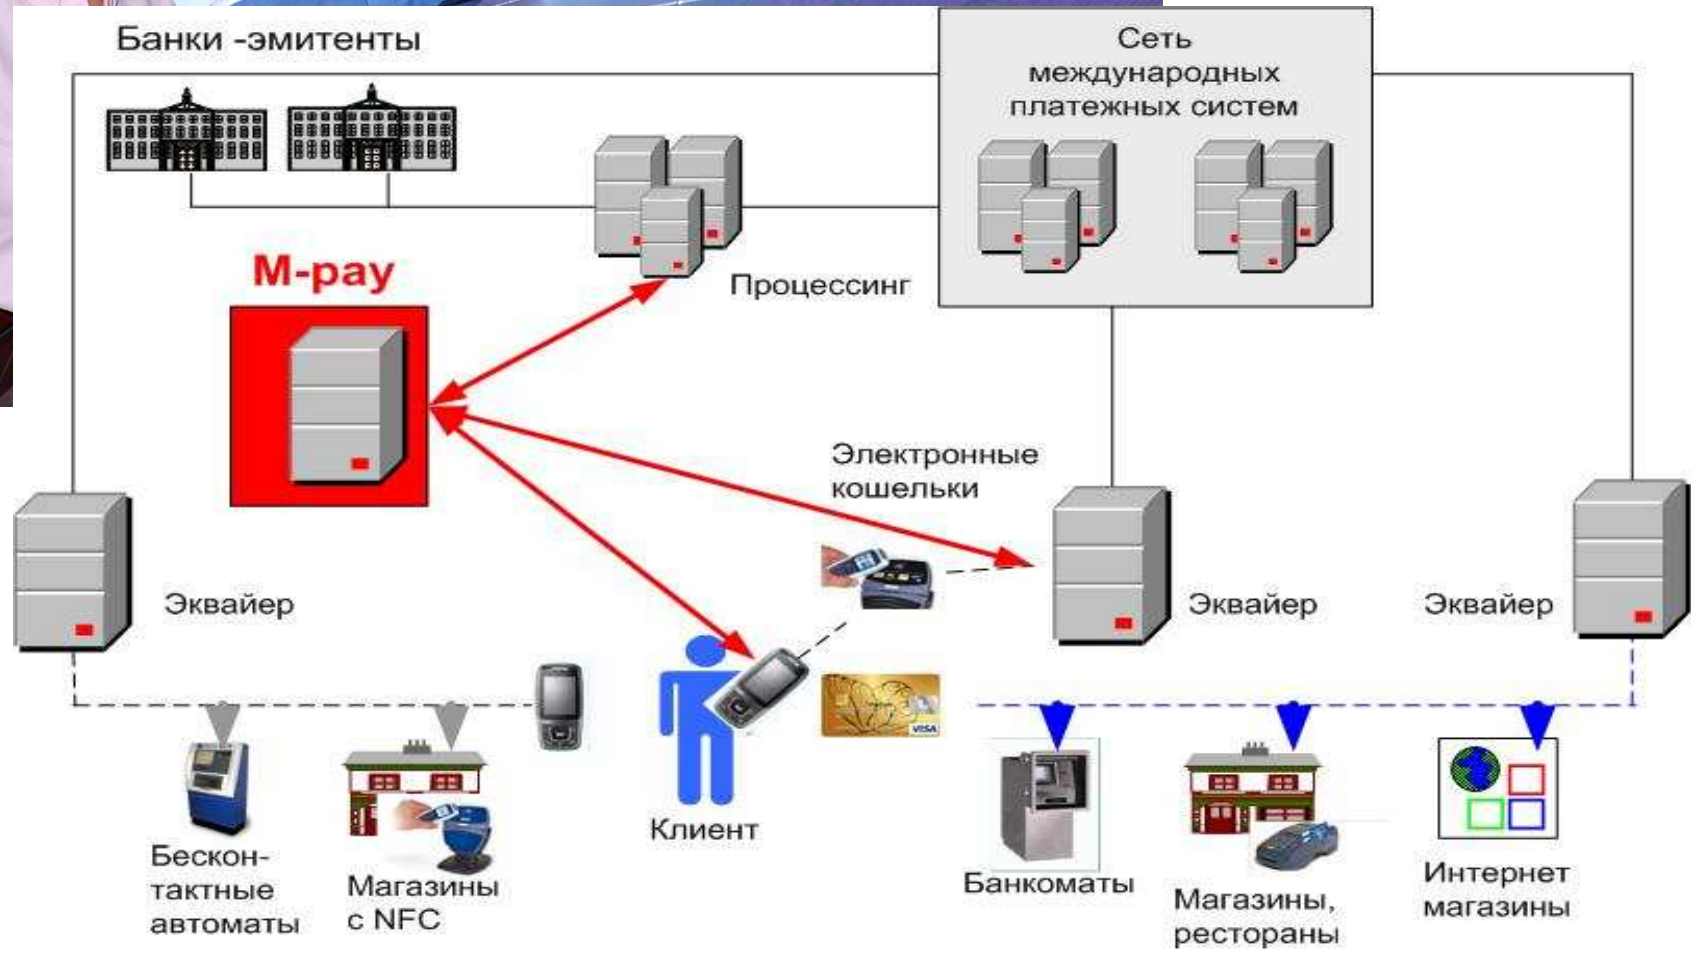 Банки -эмитенты
Сеть
международных
платежных систем
M-pay
Процессинг
Электронные
кошельки
Эквайер
Эквайер
Эквайер
VISA
Клиент
Бескон-
тактные
автоматы
Магазины
с NFC
Банкоматы
Магазины,
рестораны
Интернет
магазины